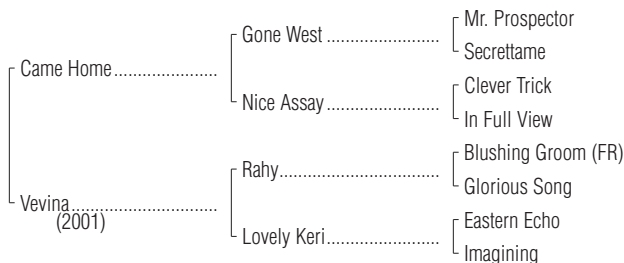 Mr. Prospector
Gone West ..........................
Secrettame
Came Home........................
Clever Trick
Nice Assay ..........................
In Full View
Blushing Groom (FR)
Rahy.....................................
Glorious Song
Vevina..................................
(2001)
Eastern Echo
Lovely Keri..........................
Imagining